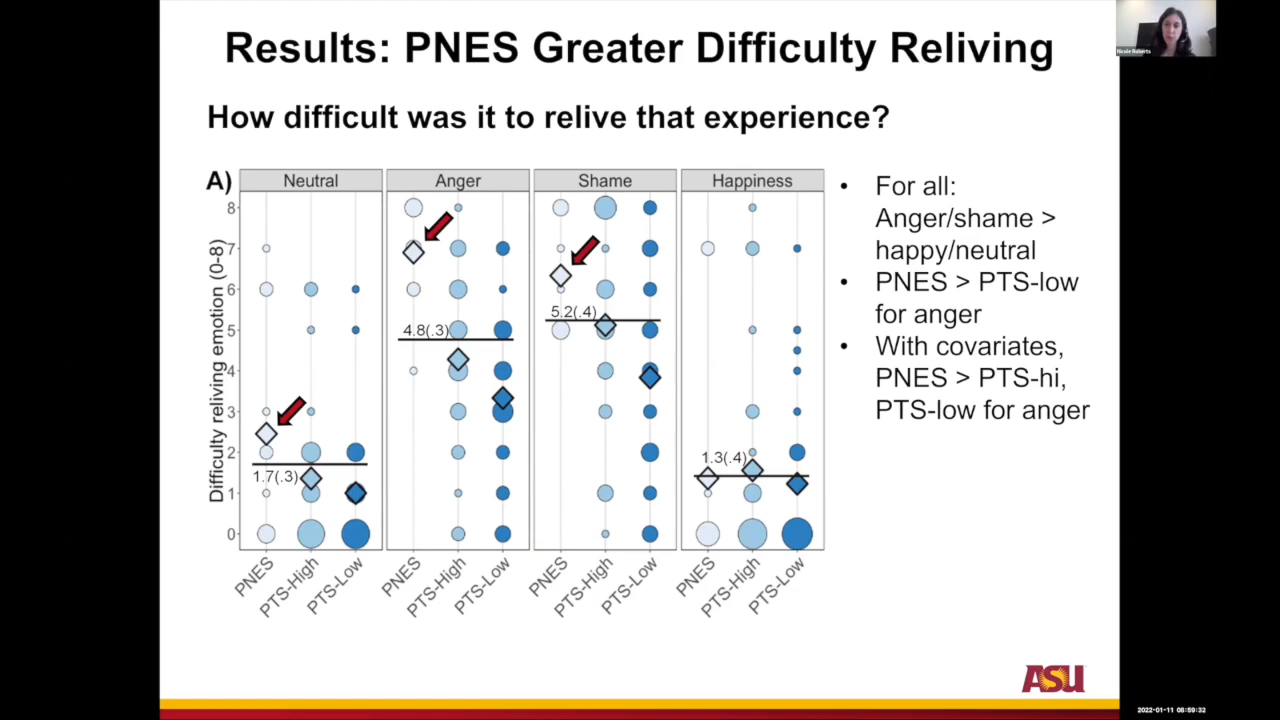 Results: PNES Greater Difficulty Reliving
Nicole Roberts
How difficult was it to relive that experience?
A)
Neutral
Anger
Shame
Happiness
Difficulty reliving emotion (0-8)
8
7
6
5
4
3
2
1
0
1.7(.3)
4.8(.3)
5.2(.4)
1.3(.4)
PNES
PTS-High
PTS-Low
PNES
PTS-High
PTS-Low
PNES
PTS-High
PTS-Low
PNES
PTS-High
PTS-Low
• For all:
Anger/shame >
happy/neutral
• PNES > PTS-low
for anger
• With covariates,
PNES > PTS-hi,
PTS-low for anger
ASU
2022-01-11 08:59:32